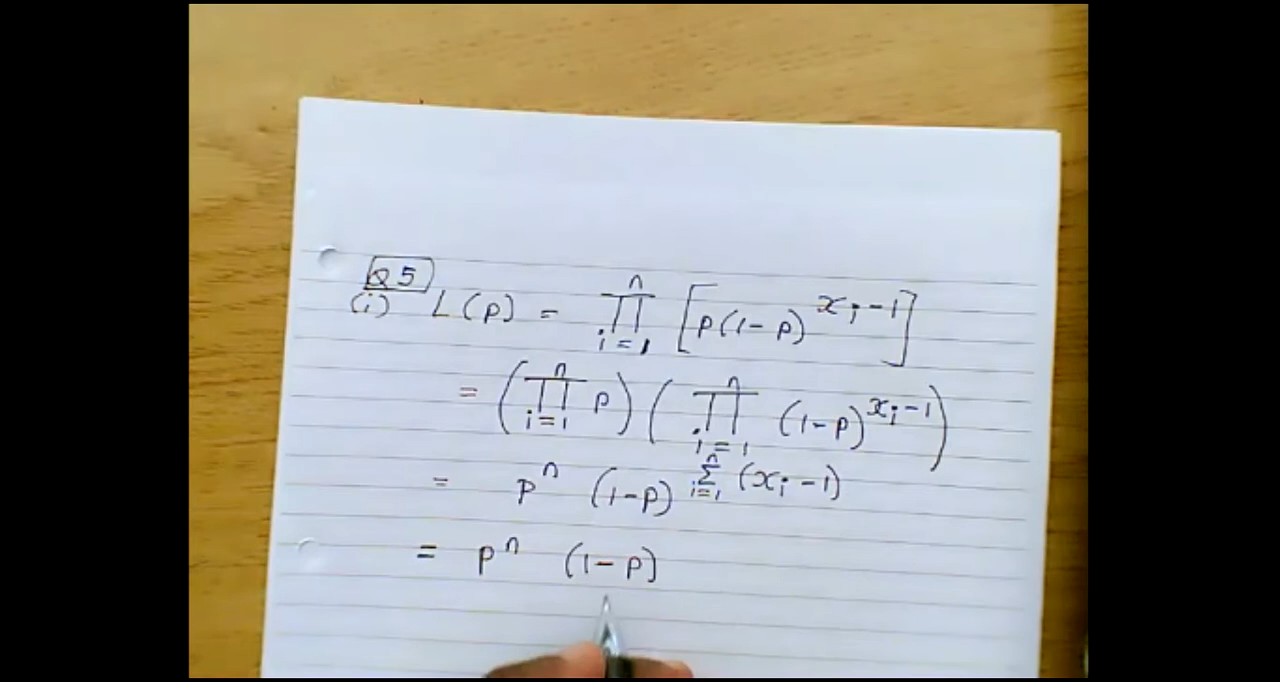 Q5
(i) L(p) = ∏_{i=1}^{n} [p(1-p)^{x_i-1}]
= (∏_{i=1}^{n} p) (∏_{i=1}^{n} (1-p)^{x_i-1})
= p^n (1-p)^{∑_{i=1}^{n} (x_i-1)}
= p^n (1-p)